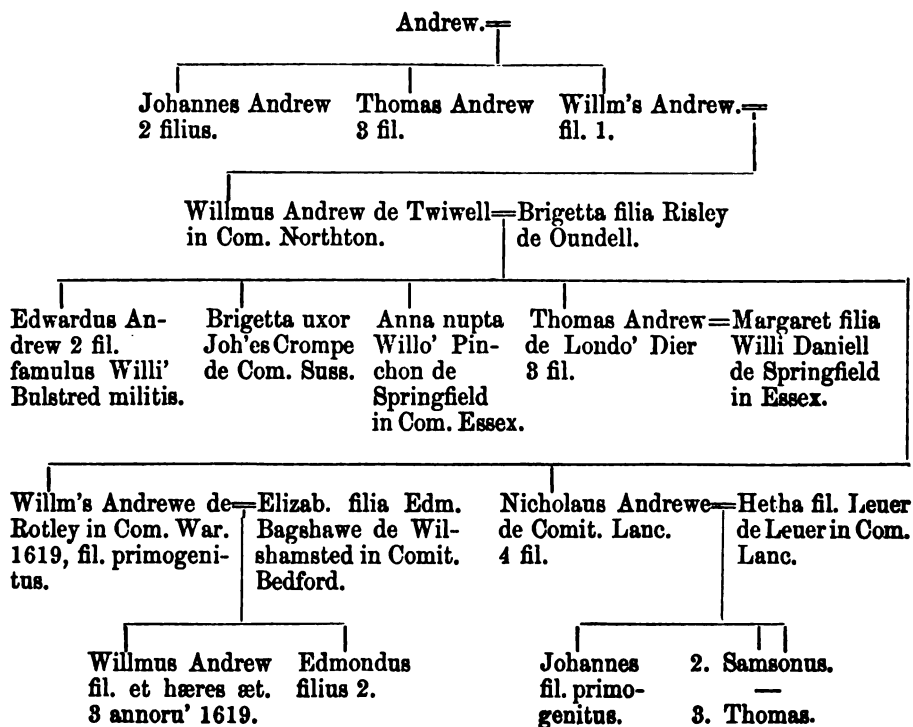 Andrew.=
Johannes Andrew
2 filius.
Thomas Andrew
3 fil.
Willm's Andrew.=
fil. 1.
Willmus Andrew de Twiwell=Brigetta filia Risley
in Com. Northton.
de Oundell.
Edwardus An-
drew 2 fil.
famulus Willi'
Bulstred militis.
Brigetta uxor
Joh'es Crompe
de Com. Suss.
Anna nupta
Willo' Pin-
chon de
Springfield
in Com. Essex.
Thomas Andrew=
de Londo' Dier
3 fil.
Margaret filia
Willi Daniell
de Springfield
in Essex.
Willm's Andrewe de=
Rotley in Com. War.
1619, fil. primogeni-
tus.
Elizab. filia Edm.
Bagshawe de Wil-
shamsted in Comit.
Bedford.
Nicholaus Andrewe=
de Comit. Lanc.
4 fil.
Hetha fil. Leuer
de Leuer in Com.
Lanc.
Willmus Andrew
fil. et hæres æt.
3 annoru' 1619.
Edmondus
filius 2.
Johannes
fil. primo-
genitus.
2. Samsonus.
—
3. Thomas.